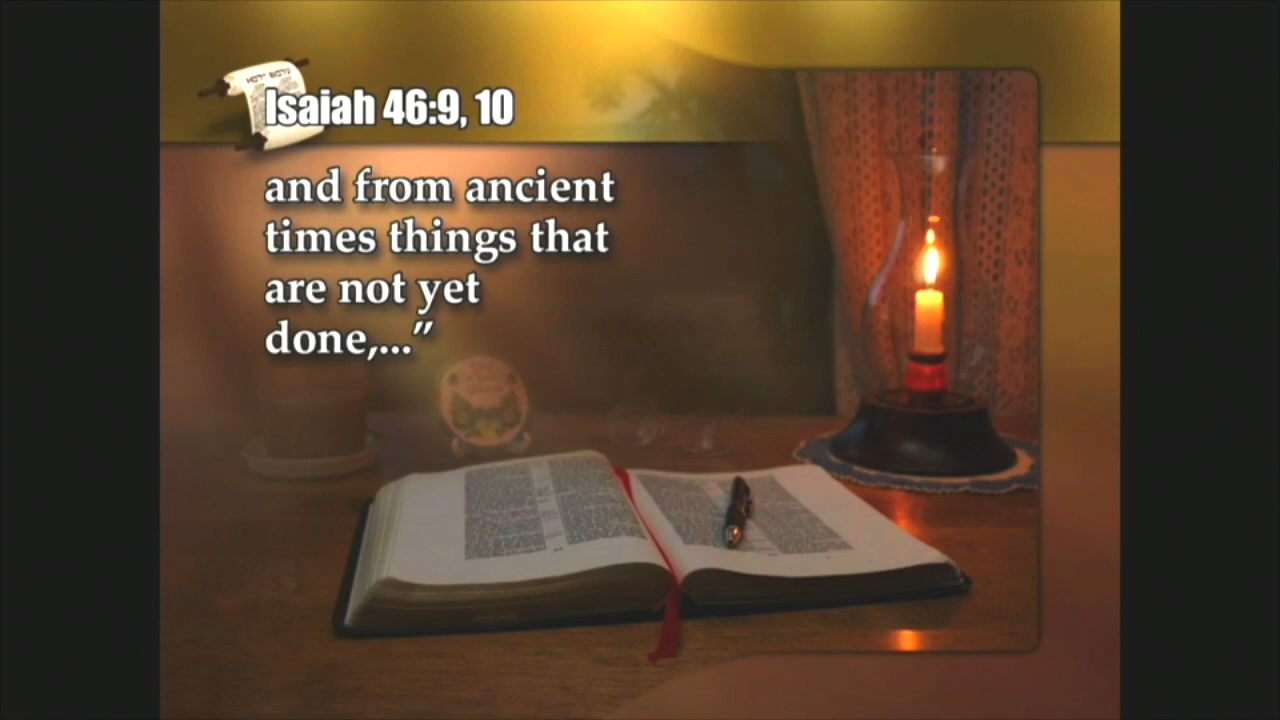 Isaiah 46:9, 10
and from ancient
times things that
are not yet
done,...”